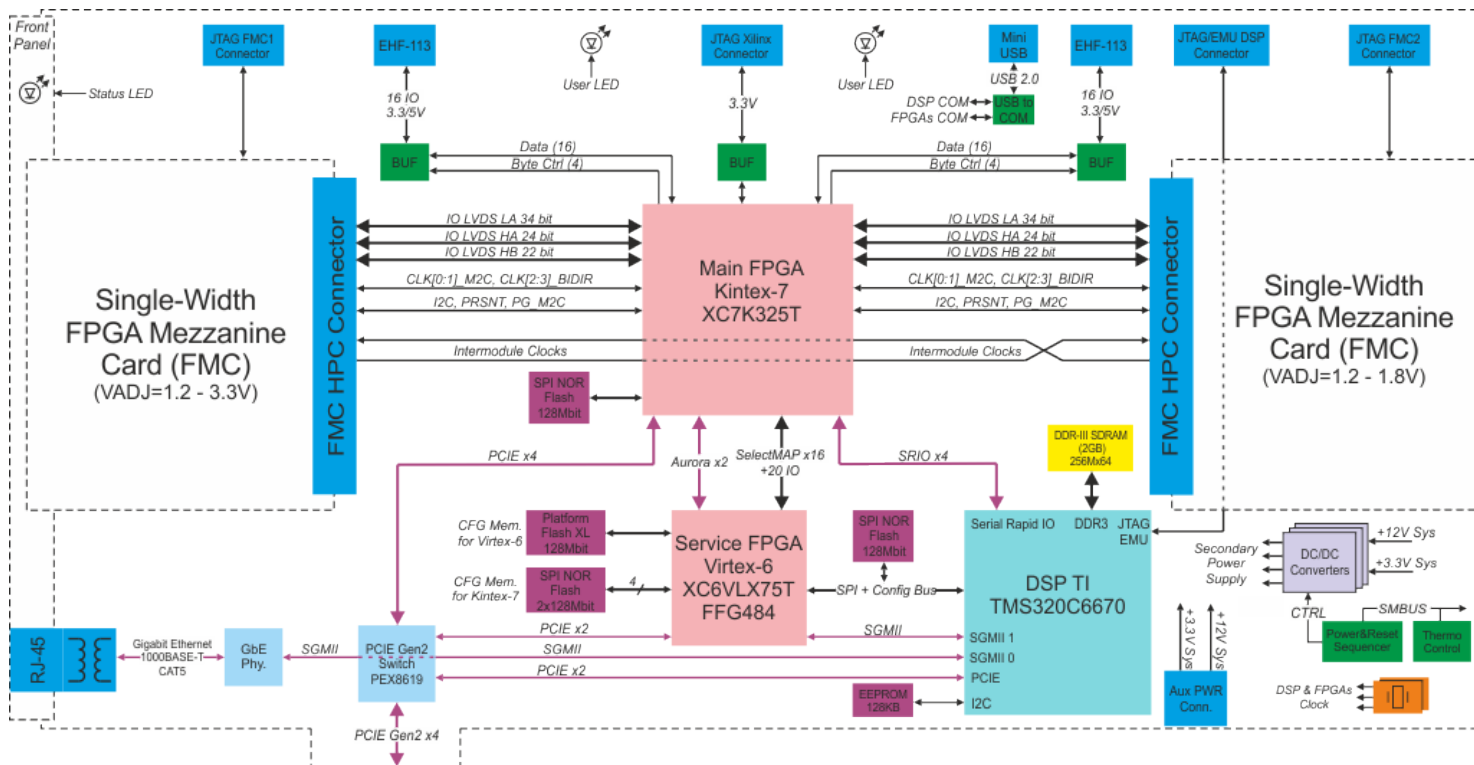 Front
Panel
JTAG FMC1
Connector
EHF-113
User LED
JTAG Xilinx
Connector
User LED
Mini
USB
EHF-113
JTAG/EMU DSP
Connector
JTAG FMC2
Connector
Status LED
16 IO
3.3/5V
3.3V
USB 2.0
DSP COM
FPGAs COM
USB to
COM
16 IO
3.3/5V
BUF
Data (16)
Byte Ctrl (4)
BUF
Data (16)
Byte Ctrl (4)
BUF
Single-Width
FPGA Mezzanine
Card (FMC)
(VADJ=1.2 - 3.3V)
FMC HPC Connector
IO LVDS LA 34 bit
IO LVDS HA 24 bit
IO LVDS HB 22 bit
CLK[0:1]_M2C, CLK[2:3]_BIDIR
I2C, PRSNT, PG_M2C
Intermodule Clocks
Main FPGA
Kintex-7
XC7K325T
IO LVDS LA 34 bit
IO LVDS HA 24 bit
IO LVDS HB 22 bit
CLK[0:1]_M2C, CLK[2:3]_BIDIR
I2C, PRSNT, PG_M2C
Intermodule Clocks
FMC HPC Connector
Single-Width
FPGA Mezzanine
Card (FMC)
(VADJ=1.2 - 1.8V)
SPI NOR
Flash
128Mbit
PCIE x4
Aurora x2
SelectMAP x16
+20 IO
SRIO x4
DDR-III SDRAM
(2GB)
256Mx64
CFG Mem.
for Virtex-6
Platform
Flash XL
128Mbit
CFG Mem.
for Kintex-7
SPI NOR
Flash
2x128Mbit
4
Service FPGA
Virtex-6
XC6VLX75T
FFG484
SPI NOR
Flash
128Mbit
SPI + Config Bus
Serial Rapid IO
DDR3
JTAG
EMU
DSP TI
TMS320C6670
SGMII 1
SGMII 0
PCIE
I2C
Secondary
Power
Supply
DC/DC
Converters
+12V Sys
+3.3V Sys
CTRL
SMBUS
Power&Reset
Sequencer
Thermo
Control
+3.3V Sys
+12V Sys
Aux PWR
Conn.
DSP & FPGAs
Clock
RJ-45
Gigabit Ethernet
1000BASE-T
CAT5
GbE
Phy.
SGMII
PCIE Gen2
Switch
PEX8619
PCIE x2
SGMII
SGMII
PCIE x2
EEPROM
128KB
PCIE Gen2 x4